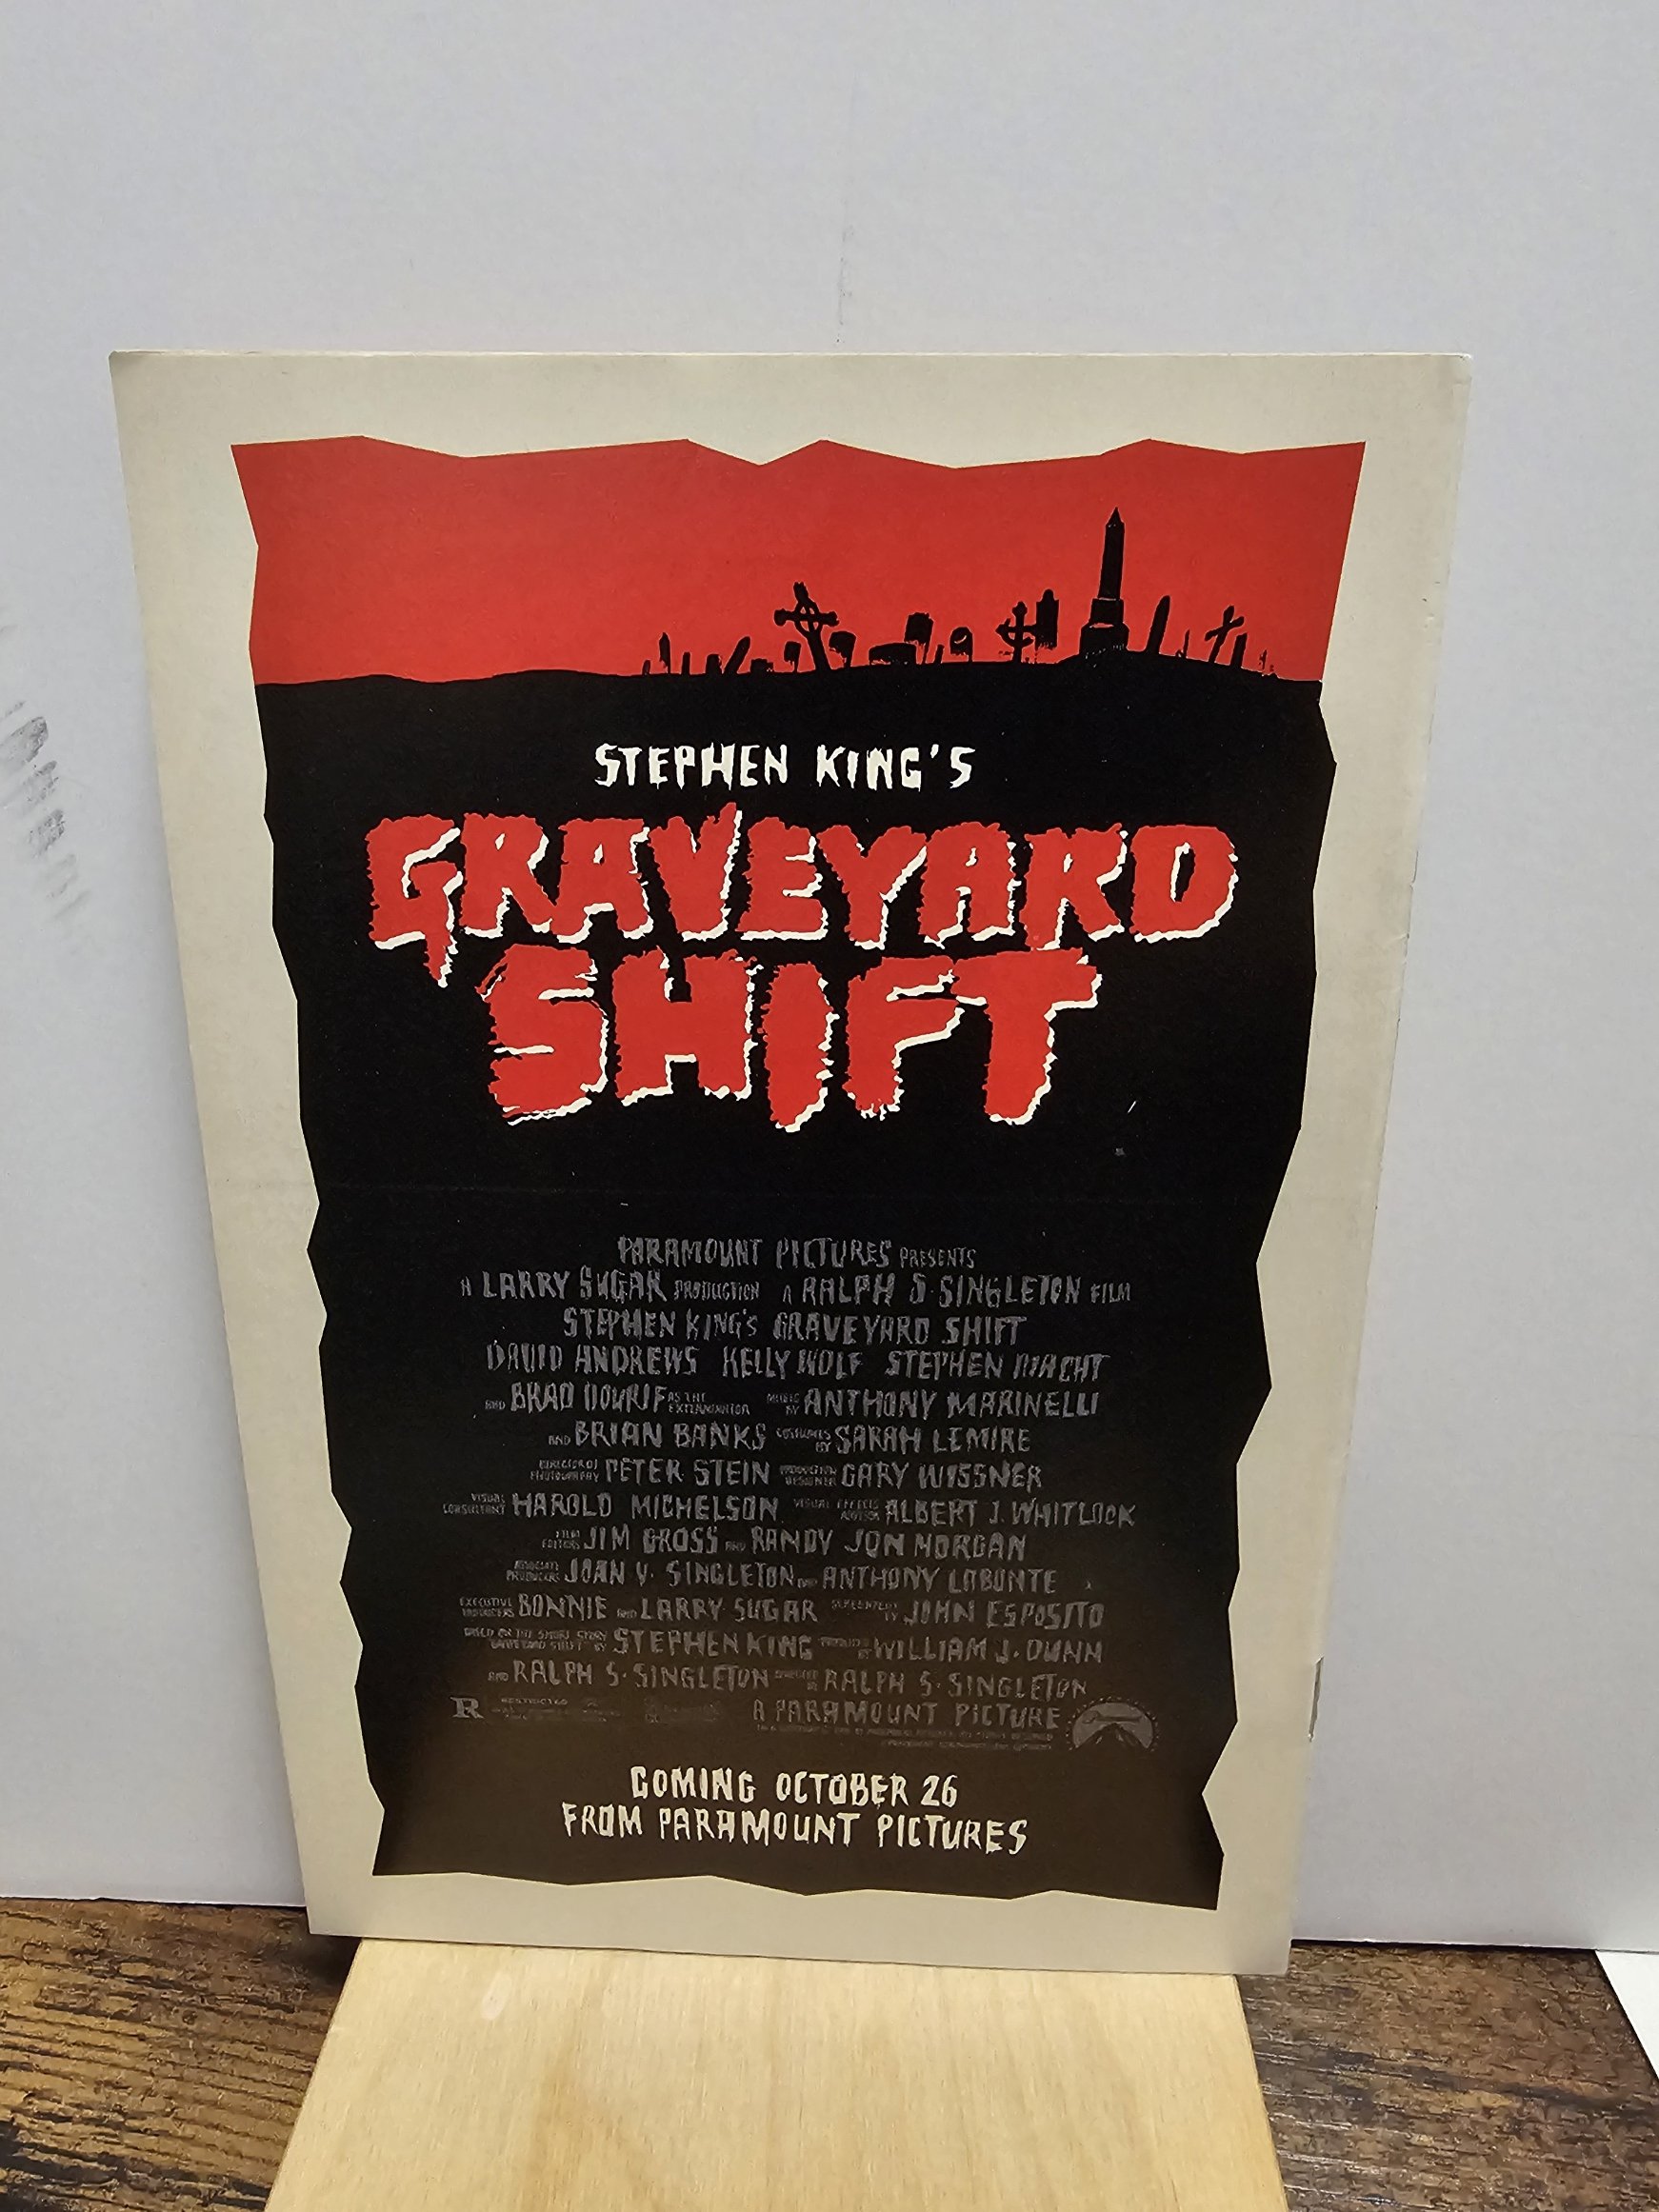 STEPHEN KING'S
GRAVEYARD
SHIFT
PARAMOUNT PICTURES PRESENTS
A LARRY SUGAR PRODUCTION A RALPH S. SINGLETON FILM
STEPHEN KING'S GRAVEYARD SHIFT
DAVID ANDREWS KELLY WOLF STEPHEN MACHT
AND BRAD DOURIF AS THE EXTERMINATOR MUSIC BY ANTHONY MARINELLI
AND BRIAN BANKS COSTUMES BY SARAH LEMIRE
DIRECTOR OF PHOTOGRAPHY PETER STEIN PRODUCTION DESIGNER GARY WISSNER
VISUAL CONSULTANT HAROLD MICHELSON VISUAL EFFECTS ADVISOR ALBERT J. WHITLOCK
FILM EDITORS JIM GROSS AND RANDY JON MORGAN
ASSOCIATE PRODUCERS JOAN V. SINGLETON AND ANTHONY LABONTE
EXECUTIVE PRODUCERS BONNIE AND LARRY SUGAR SCREENPLAY BY JOHN ESPOSITO
BASED ON THE SHORT STORY "GRAVEYARD SHIFT" BY STEPHEN KING PRODUCED BY WILLIAM J. DUNN
AND RALPH S. SINGLETON DIRECTED BY RALPH S. SINGLETON
R RESTRICTED A PARAMOUNT PICTURE
COMING OCTOBER 26
FROM PARAMOUNT PICTURES